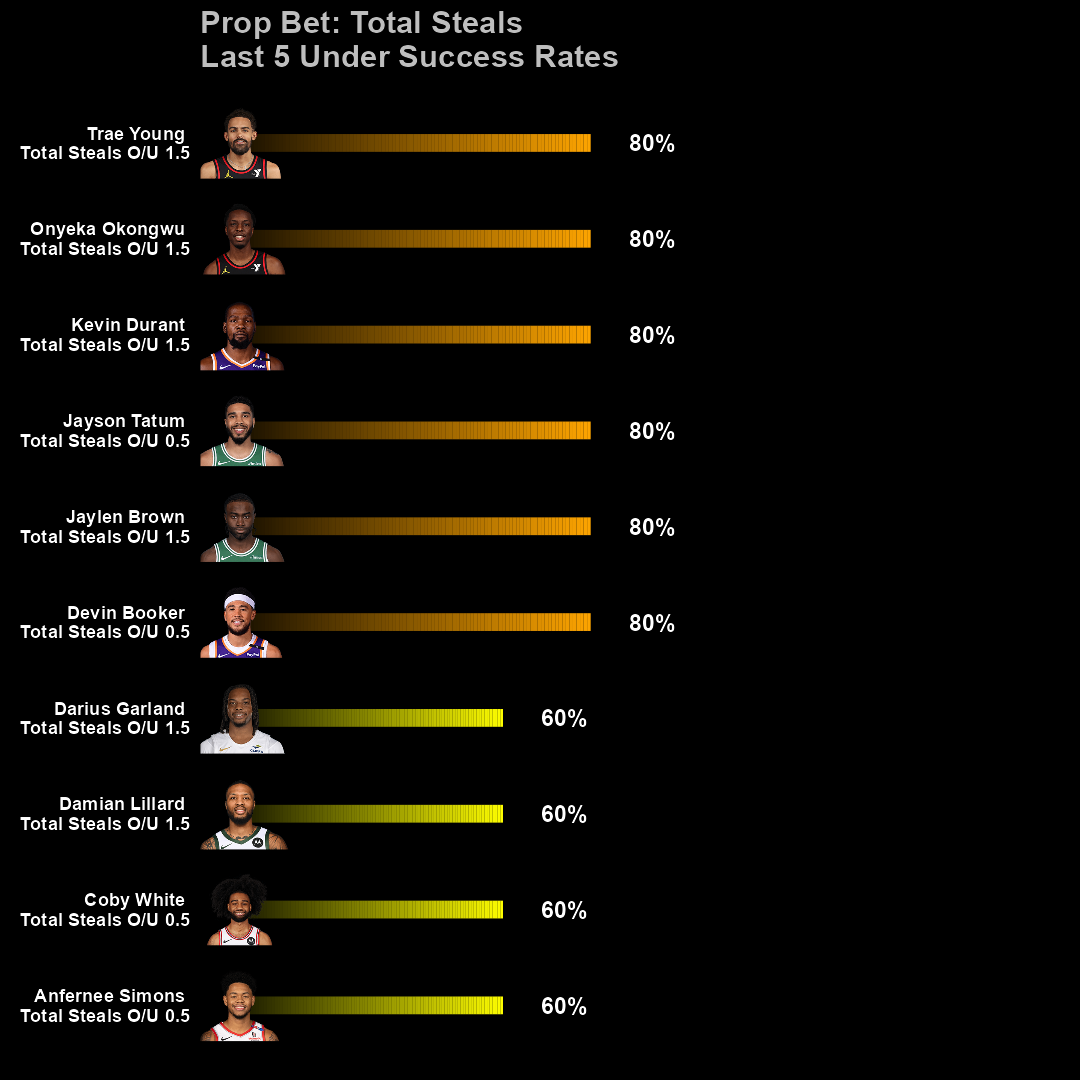 Prop Bet: Total Steals
Last 5 Under Success Rates
Trae Young
Total Steals O/U 1.5
80%
Onyeka Okongwu
Total Steals O/U 1.5
80%
Kevin Durant
Total Steals O/U 1.5
80%
Jayson Tatum
Total Steals O/U 0.5
80%
Jaylen Brown
Total Steals O/U 1.5
80%
Devin Booker
Total Steals O/U 0.5
80%
Darius Garland
Total Steals O/U 1.5
60%
Damian Lillard
Total Steals O/U 1.5
60%
Coby White
Total Steals O/U 0.5
60%
Anfernee Simons
Total Steals O/U 0.5
60%